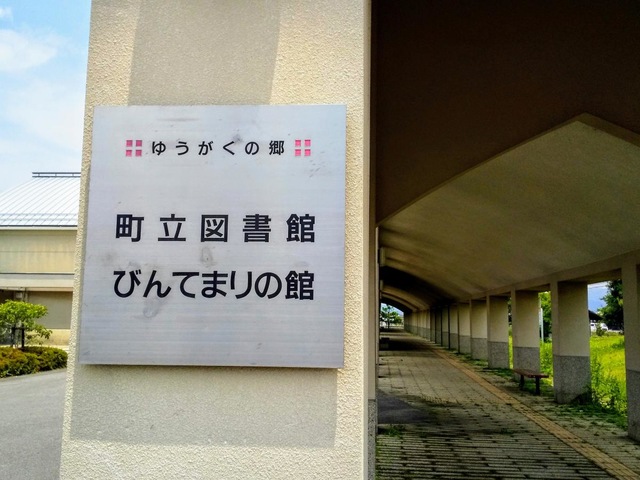 ゆうがくの郷
町立図書館
びんてまりの館